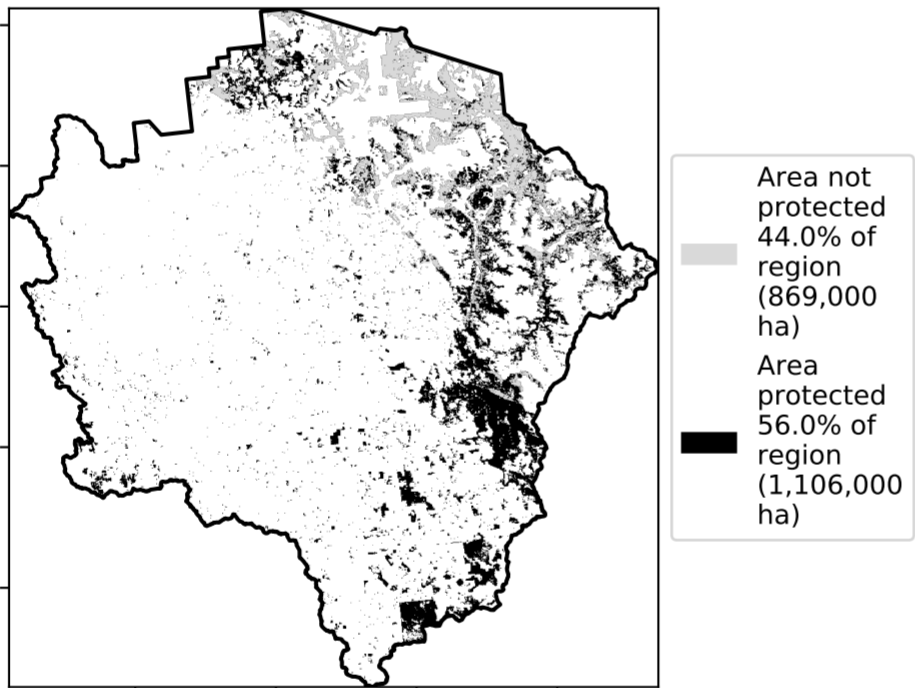 Area not
protected
44.0% of
region
(869,000
ha)
Area
protected
56.0% of
region
(1,106,000
ha)